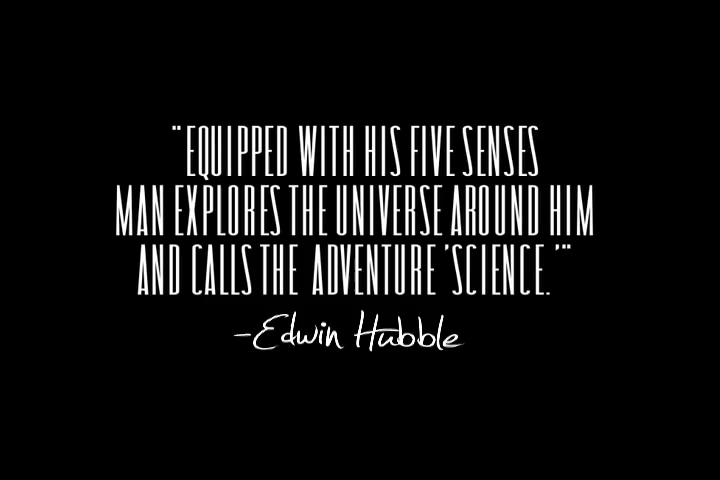 "EQUIPPED WITH HIS FIVE SENSES
MAN EXPLORES THE UNIVERSE AROUND HIM
AND CALLS THE ADVENTURE 'SCIENCE.'"
-Edwin Hubble